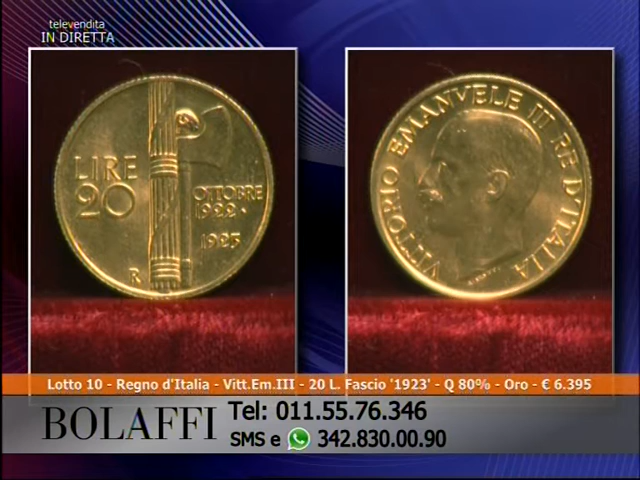 televendita
IN DIRETTA
LIRE
20
OTTOBRE
1922
1923
R
VITTORIO EMANVELE III RE D'ITALIA
Lotto 10 - Regno d'Italia - Vitt.Em.III - 20 L. Fascio '1923' - Q 80% - Oro - € 6.395
BOLAFFI
Tel: 011.55.76.346
SMS e 342.830.00.90